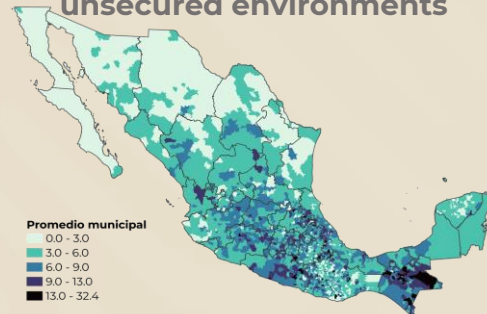 unsecured environments
Promedio municipal
0.0 - 3.0
3.0 - 6.0
6.0 - 9.0
9.0 - 13.0
13.0 - 32.4